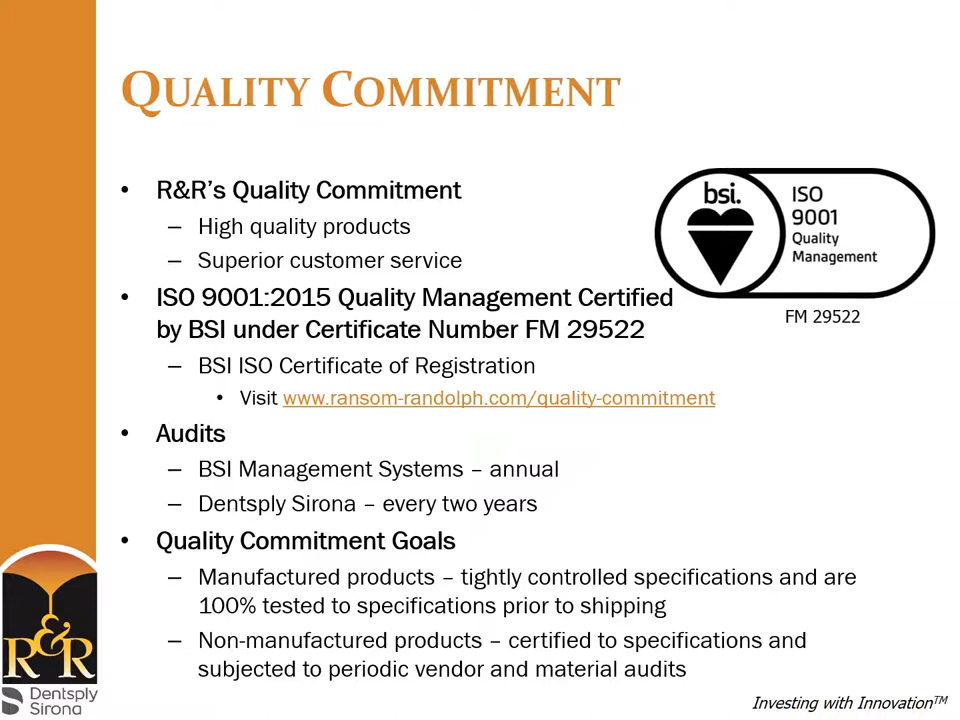 QUALITY COMMITMENT
• R&R’s Quality Commitment
– High quality products
– Superior customer service
• ISO 9001:2015 Quality Management Certified
by BSI under Certificate Number FM 29522
– BSI ISO Certificate of Registration
• Visit www.ransom-randolph.com/quality-commitment
• Audits
– BSI Management Systems – annual
– Dentsply Sirona – every two years
• Quality Commitment Goals
– Manufactured products – tightly controlled specifications and are
100% tested to specifications prior to shipping
– Non-manufactured products – certified to specifications and
subjected to periodic vendor and material audits
bsi.
ISO
9001
Quality
Management
FM 29522
R&R
Dentsply
Sirona
Investing with Innovation™